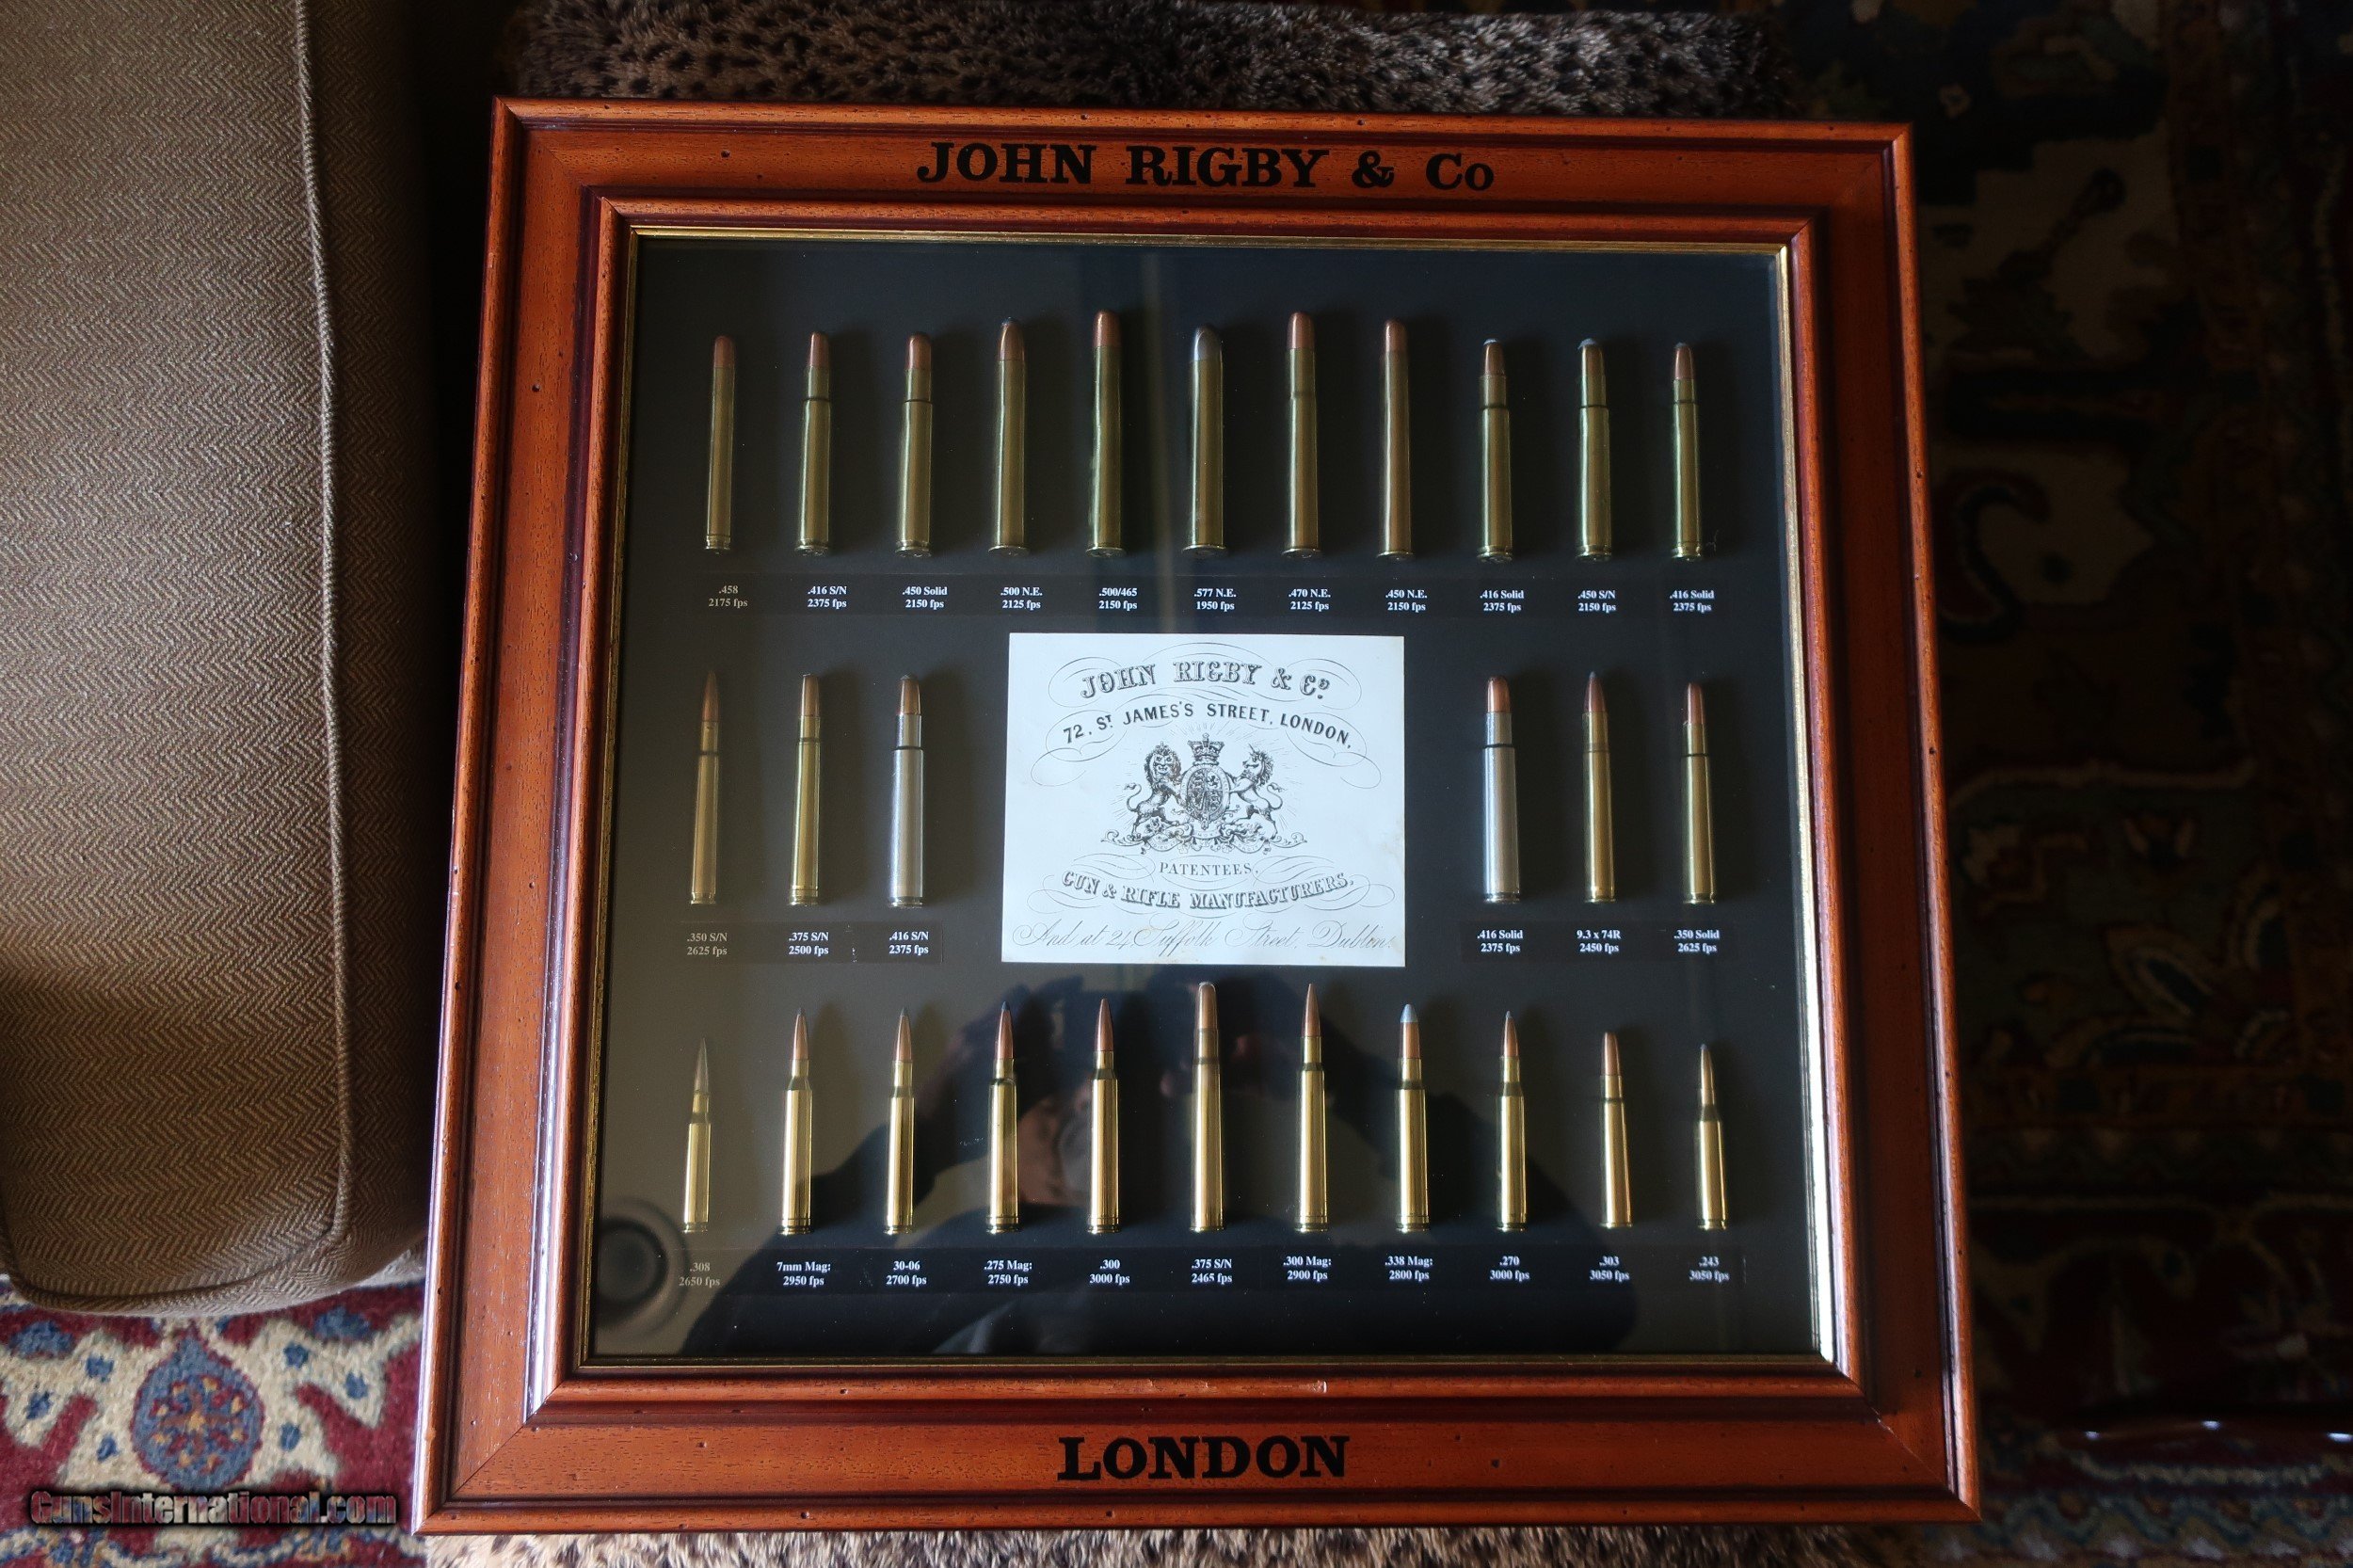 JOHN RIGBY & Co
.458
2175 fps
.416 S/N
2375 fps
.450 Solid
2150 fps
.500 N.E.
2125 fps
.500/465
2150 fps
.577 N.E.
1950 fps
.470 N.E.
2125 fps
.450 N.E.
2150 fps
.416 Solid
2375 fps
.450 S/N
2150 fps
.416 Solid
2375 fps
JOHN RIGBY & Co.
72, ST JAMES'S STREET, LONDON,
PATENTEES,
GUN & RIFLE MANUFACTURERS,
And at 24 Suffolk Street, Dublin.
.350 S/N
2625 fps
.375 S/N
2500 fps
.416 S/N
2375 fps
.416 Solid
2375 fps
9.3 x 74R
2450 fps
.350 Solid
2625 fps
.308
2650 fps
7mm Mag:
2950 fps
30-06
2700 fps
.275 Mag:
2750 fps
.300
3000 fps
.375 S/N
2465 fps
.300 Mag:
2900 fps
.338 Mag:
2800 fps
.270
3000 fps
.303
3050 fps
.243
3050 fps
LONDON
GunsInternational.com